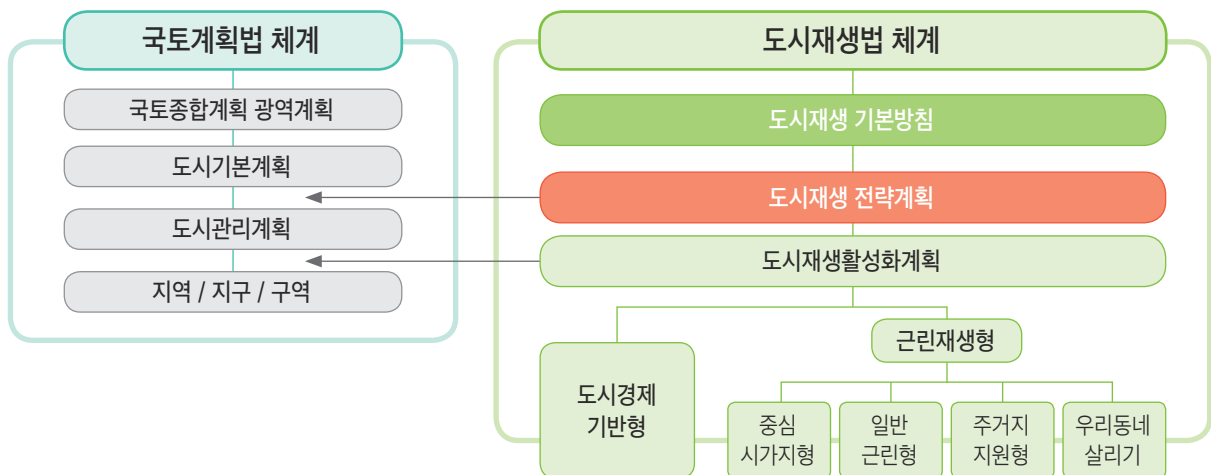 국토계획법 체계
국토종합계획 광역계획
도시기본계획
도시관리계획
지역 / 지구 / 구역
도시재생법 체계
도시재생 기본방침
도시재생 전략계획
도시재생활성화계획
도시경제
기반형
근린재생형
중심
시가지형
일반
근린형
주거지
지원형
우리동네
살리기